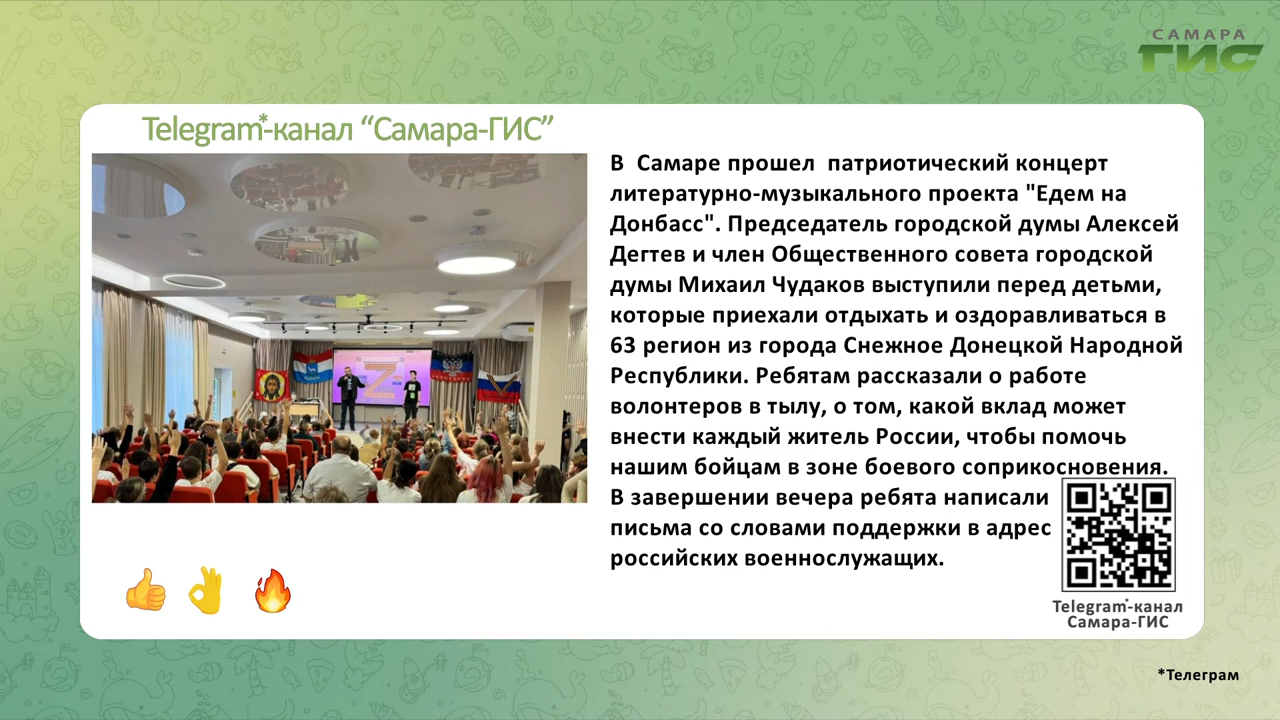 САМАРА
ГИС
Telegram*-канал “Самара-ГИС”
В Самаре прошел патриотический концерт
литературно-музыкального проекта "Едем на
Донбасс". Председатель городской думы Алексей
Дегтев и член Общественного совета городской
думы Михаил Чудаков выступили перед детьми,
которые приехали отдыхать и оздоравливаться в
63 регион из города Снежное Донецкой Народной
Республики. Ребятам рассказали о работе
волонтеров в тылу, о том, какой вклад может
внести каждый житель России, чтобы помочь
нашим бойцам в зоне боевого соприкосновения.
В завершении вечера ребята написали
письма со словами поддержки в адрес
российских военнослужащих.
Z
Telegram*-канал
Самара-ГИС
*Телеграм